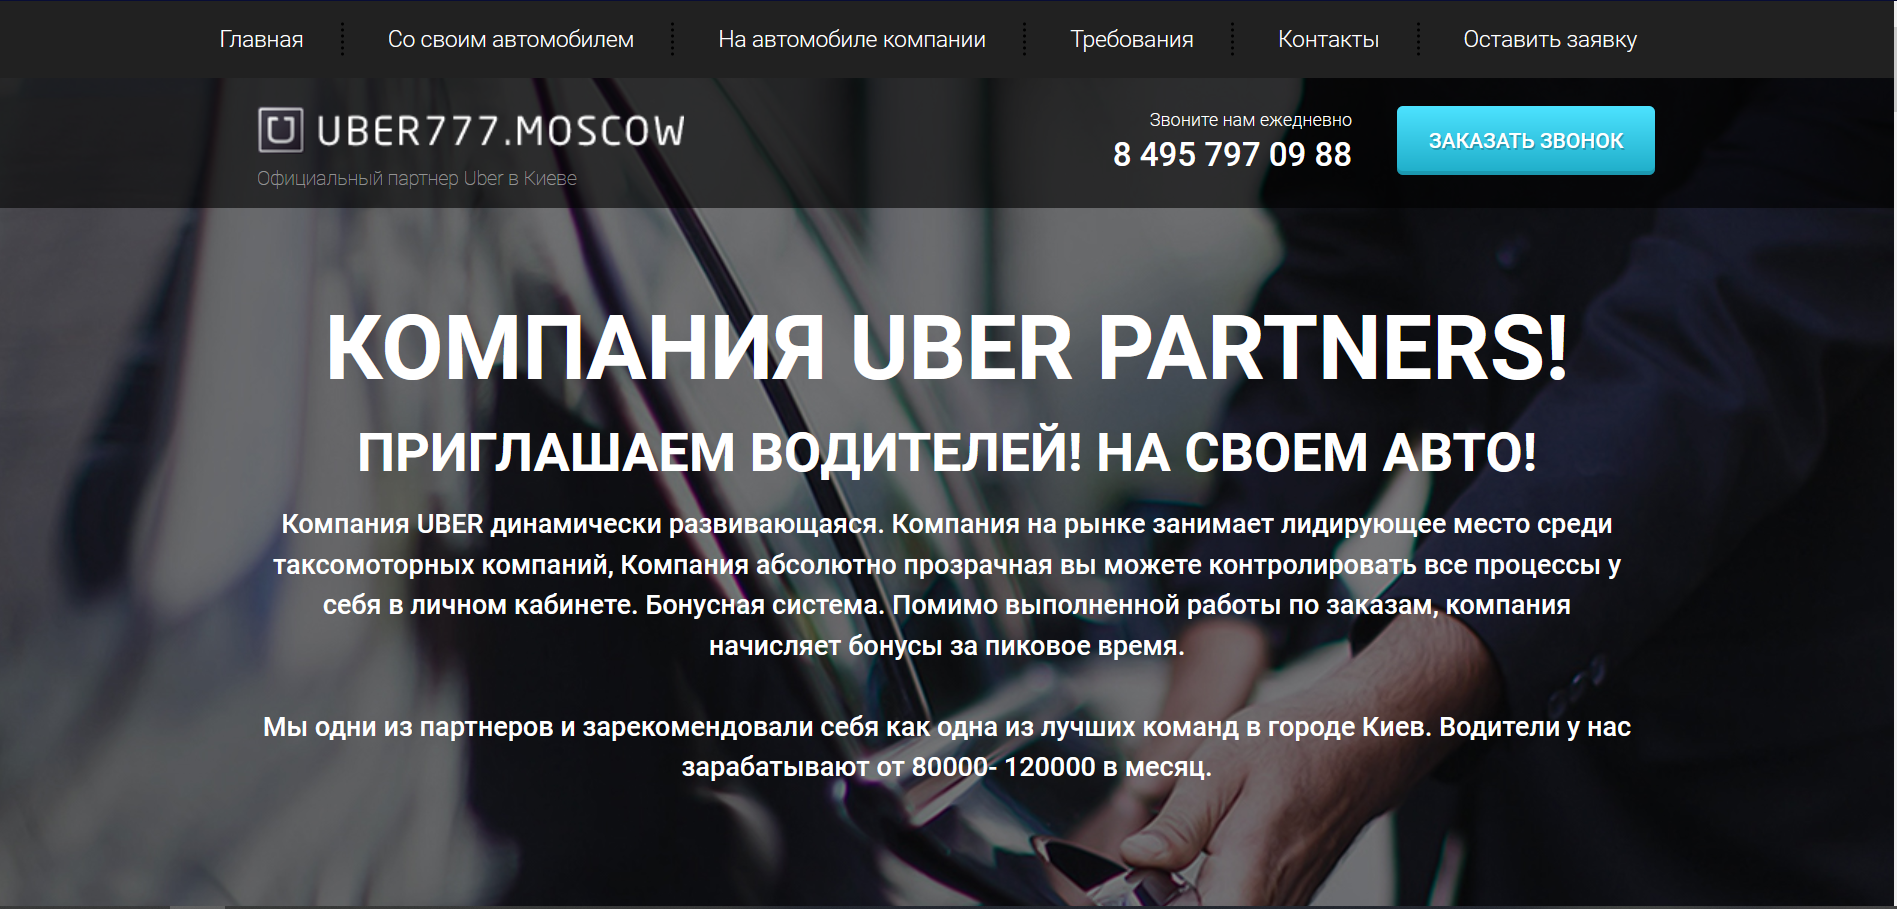 Главная
Со своим автомобилем
На автомобиле компании
Требования
Контакты
Оставить заявку
UBER777.MOSCOW
Официальный партнер Uber в Киеве
Звоните нам ежедневно
8 495 797 09 88
ЗАКАЗАТЬ ЗВОНОК
КОМПАНИЯ UBER PARTNERS!
ПРИГЛАШАЕМ ВОДИТЕЛЕЙ! НА СВОЕМ АВТО!
Компания UBER динамически развивающаяся. Компания на рынке занимает лидирующее место среди
таксомоторных компаний, Компания абсолютно прозрачная вы можете контролировать все процессы у
себя в личном кабинете. Бонусная система. Помимо выполненной работы по заказам, компания
начисляет бонусы за пиковое время.
Мы одни из партнеров и зарекомендовали себя как одна из лучших команд в городе Киев. Водители у нас
зарабатывают от 80000- 120000 в месяц.